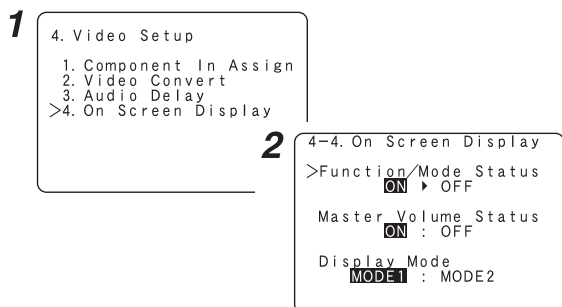 1
4. Video Setup
1. Component In Assign
2. Video Convert
3. Audio Delay
>4. On Screen Display
2
4-4. On Screen Display
>Function/Mode Status
ON ▸ OFF
Master Volume Status
ON : OFF
Display Mode
MODE1 : MODE2